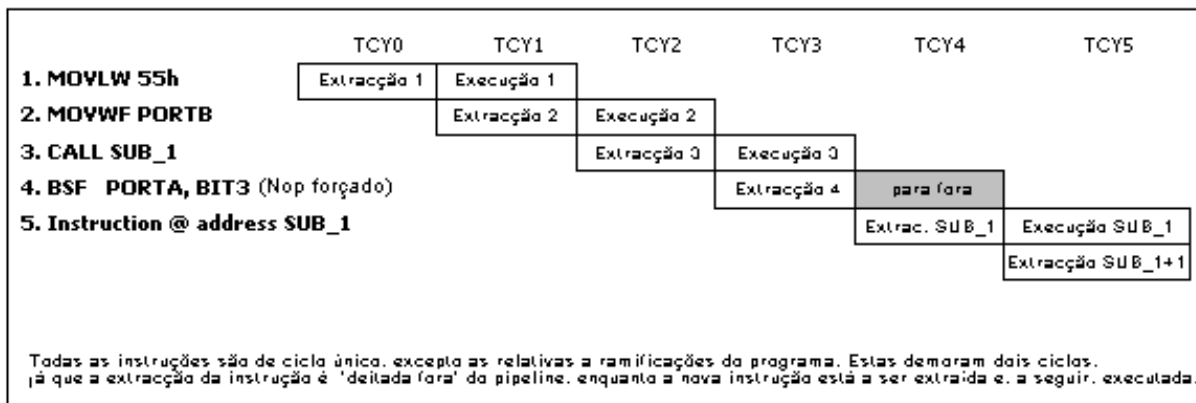 TCY0 TCY1 TCY2 TCY3 TCY4 TCY5
1. MOVLW 55h Extracção 1 Execução 1
2. MOVWF PORTB Extracção 2 Execução 2
3. CALL SUB_1 Extracção 3 Execução 3
4. BSF PORTA, BIT3 (Nop forçado) Extracção 4 para fora
5. Instruction @ address SUB_1 Extrac. SUB_1 Execução SUB_1
Extracção SUB_1+1
Todas as instruções são de ciclo único, excepto as relativas a ramificações do programa. Estas demoram dois ciclos,
já que a extracção da instrução é 'deitada fora' do pipeline, enquanto a nova instrução está a ser extraída e, a seguir, executada.